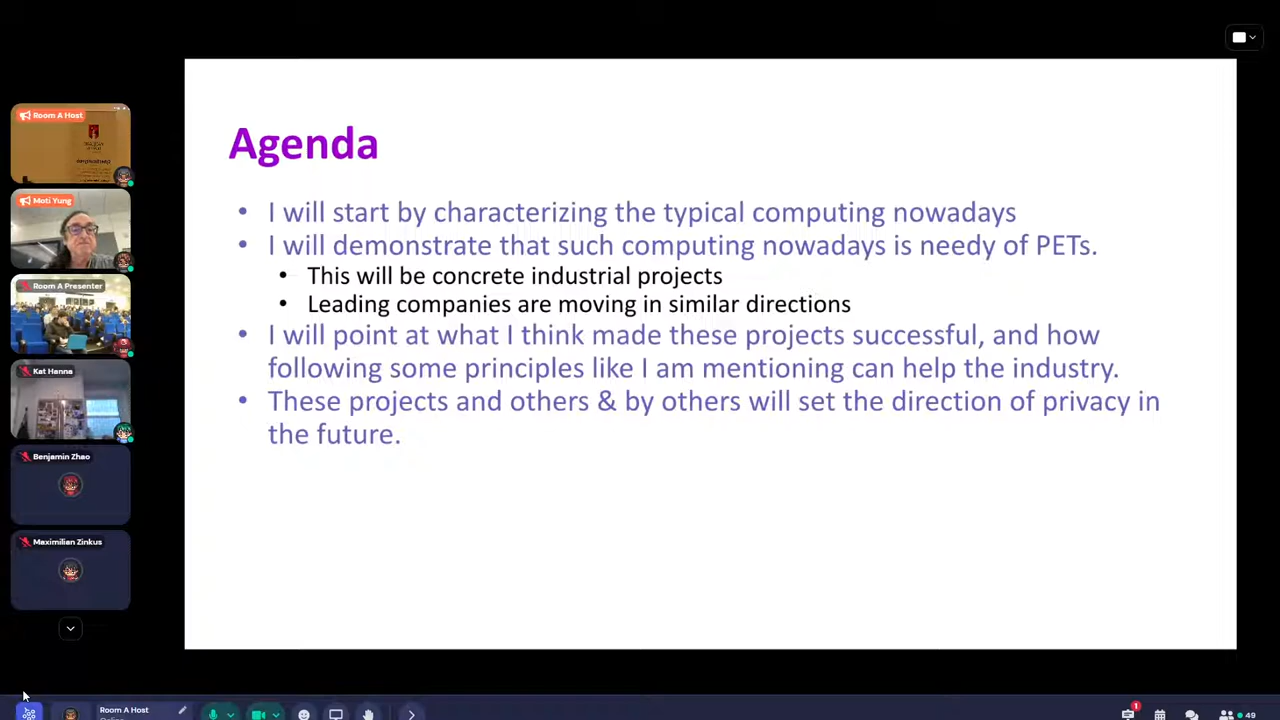 Room A Host
Moti Yung
Room A Presenter
Kat Hanna
Benjamin Zhao
Maximilian Zinkus
Agenda
• I will start by characterizing the typical computing nowadays
• I will demonstrate that such computing nowadays is needy of PETs.
• This will be concrete industrial projects
• Leading companies are moving in similar directions
• I will point at what I think made these projects successful, and how
following some principles like I am mentioning can help the industry.
• These projects and others & by others will set the direction of privacy in
the future.
Room A Host
Online
1
49